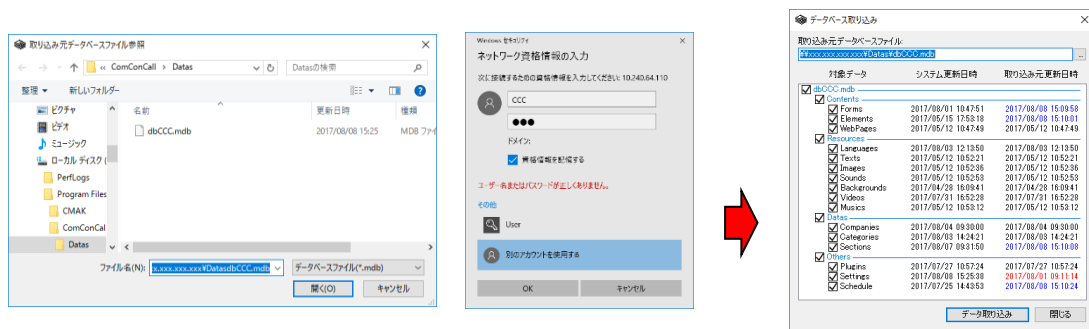 取り込み元データベースファイル参照
« ComConCall › Datas
Datasの検索
整理 新しいフォルダー
名前 更新日時 種類
ピクチャ
ビデオ
ミュージック
ローカル ディスク (
PerfLogs
Program Files
CMAK
ComConCal
Datas
dbCCC.mdb 2017/08/08 15:25 MDB ファイ
ファイル名(N): x.xxx.xxx.xxx¥DatasdbCCC.mdb データベースファイル(*.mdb)
開く(O) キャンセル
Windows セキュリティ
ネットワーク資格情報の入力
次に接続するための資格情報を入力してください: 10.240.64.110
CCC
●●●
ドメイン:
資格情報を記憶する
ユーザー名またはパスワードが正しくありません。
その他
User
別のアカウントを使用する
OK キャンセル
データベース取り込み
取り込み元データベースファイル:
¥¥xxx.xxx.xxx.xxx¥Datas¥dbCCC.mdb ...
対象データ システム更新日時 取り込み元更新日時
dbCCC.mdb
Contents
Forms 2017/08/01 10:47:51 2017/08/08 15:09:58
Elements 2017/05/15 17:53:18 2017/08/08 15:10:01
WebPages 2017/05/12 10:47:49 2017/05/12 10:47:49
Resources
Languages 2017/08/03 12:13:50 2017/08/03 12:13:50
Texts 2017/05/12 10:52:21 2017/05/12 10:52:21
Images 2017/05/12 10:52:36 2017/05/12 10:52:36
Sounds 2017/05/12 10:52:53 2017/05/12 10:52:53
Backgrounds 2017/04/28 16:09:41 2017/04/28 16:09:41
Videos 2017/07/31 16:52:28 2017/07/31 16:52:28
Musics 2017/05/12 10:53:12 2017/05/12 10:53:12
Datas
Companies 2017/08/04 09:30:00 2017/08/04 09:30:00
Categories 2017/08/03 14:24:21 2017/08/03 14:24:21
Sections 2017/08/07 09:31:50 2017/08/08 15:10:08
Others
Plugins 2017/07/27 10:57:24 2017/07/27 10:57:24
Settings 2017/08/08 15:25:38 2017/08/01 09:11:14
Schedule 2017/07/25 14:43:53 2017/08/08 15:10:24
データ取り込み 閉じる